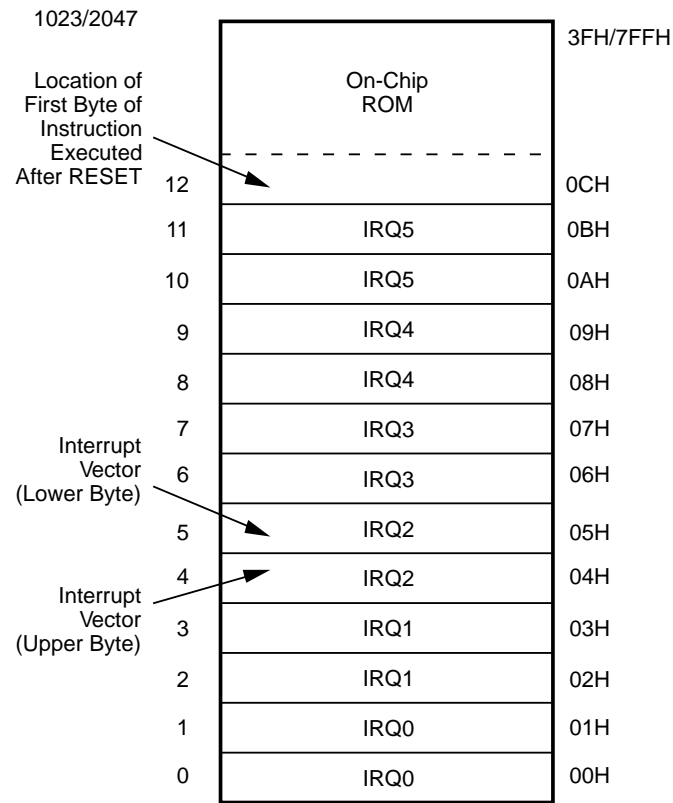 1023/2047
3FH/7FFH
Location of
First Byte of
Instruction
Executed
After RESET
On-Chip
ROM
12
0CH
11 IRQ5 0BH
10 IRQ5 0AH
9 IRQ4 09H
8 IRQ4 08H
7 IRQ3 07H
Interrupt
Vector
(Lower Byte)
6 IRQ3 06H
5 IRQ2 05H
4 IRQ2 04H
Interrupt
Vector
(Upper Byte)
3 IRQ1 03H
2 IRQ1 02H
1 IRQ0 01H
0 IRQ0 00H